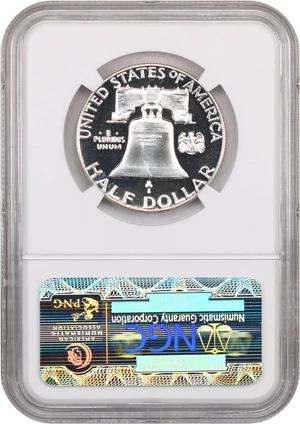 UNITED STATES OF AMERICA
E
PLURIBUS
UNUM
HALF DOLLAR
PNG
AMERICAN
NUMISMATIC
ASSOCIATION
NGC
Numismatic Guaranty
Corporation